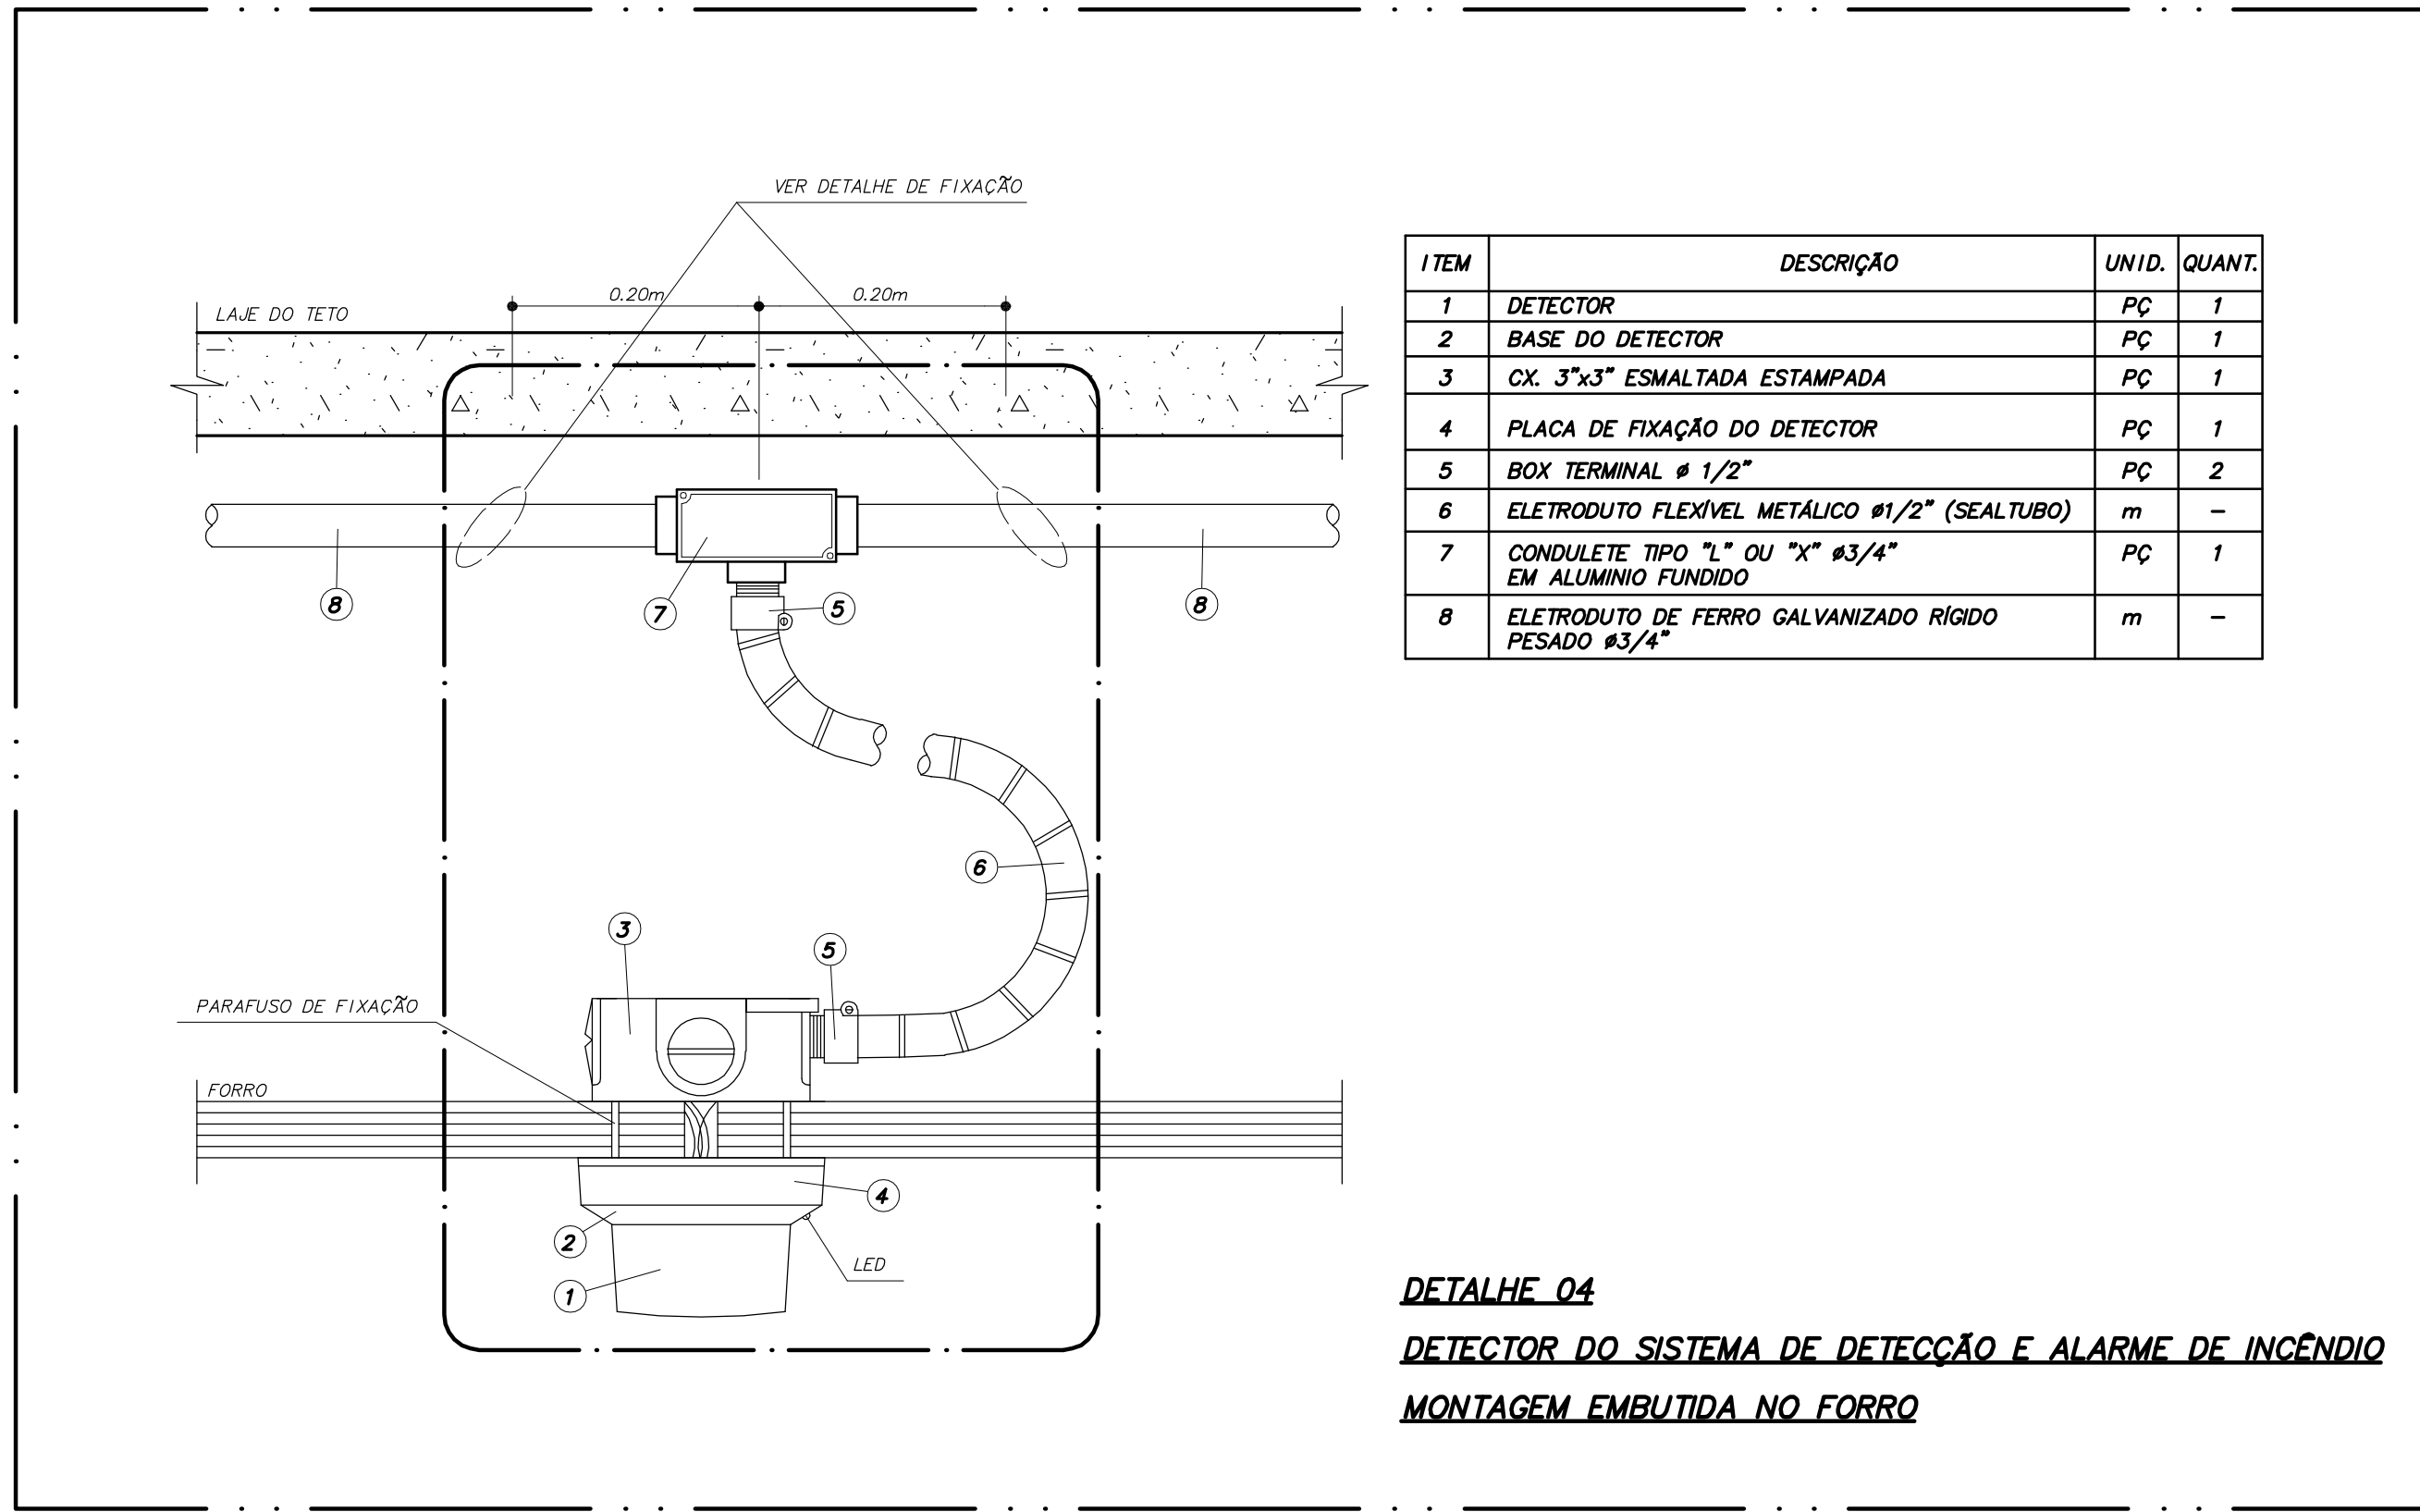 VER DETALHE DE FIXAÇÃO
0.20m 0.20m
LAJE DO TETO
8 7 5 8
6
3 5
PARAFUSO DE FIXAÇÃO
FORRO
4
2
LED
1
ITEM DESCRIÇÃO UNID. QUANT.
1 DETECTOR PÇ 1
2 BASE DO DETECTOR PÇ 1
3 CX. 3"x3" ESMALTADA ESTAMPADA PÇ 1
4 PLACA DE FIXAÇÃO DO DETECTOR PÇ 1
5 BOX TERMINAL ø 1/2" PÇ 2
6 ELETRODUTO FLEXÍVEL METÁLICO ø1/2" (SEALTUBO) m -
7 CONDULETE TIPO "L" OU "X" ø3/4" PÇ 1
EM ALUMINIO FUNDIDO
8 ELETRODUTO DE FERRO GALVANIZADO RÍGIDO m -
PESADO ø3/4"
DETALHE 04
DETECTOR DO SISTEMA DE DETECÇÃO E ALARME DE INCÊNDIO
MONTAGEM EMBUTIDA NO FORRO